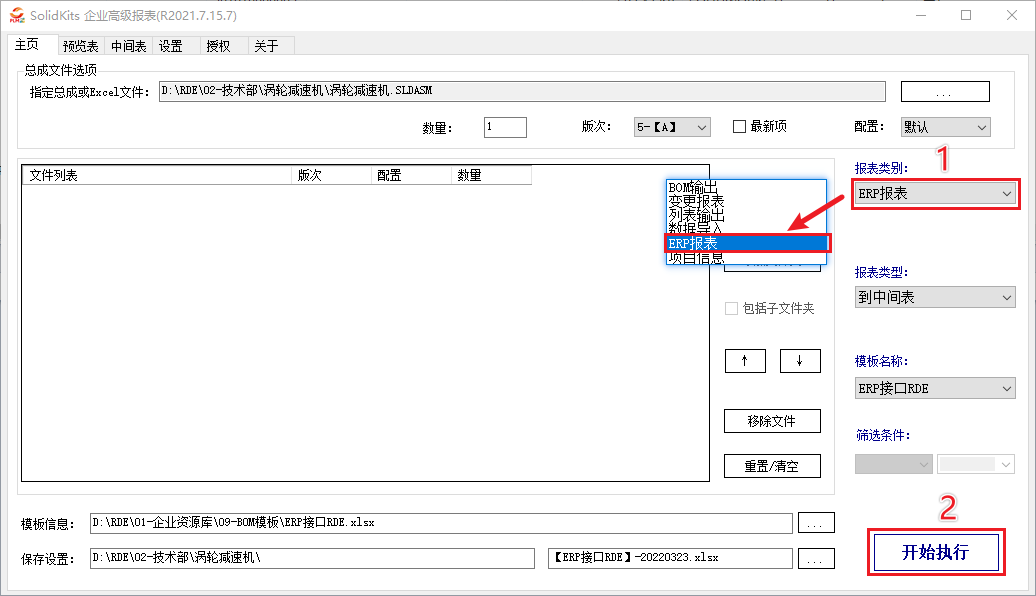 SolidKits 企业高级报表(R2021.7.15.7)
主页 预览表 中间表 设置 授权 关于
总成文件选项
指定总成或Excel文件: D:\RDE\02-技术部\涡轮减速机\涡轮减速机.SLDASM ...
数量: 1 版次: 5-【A】 最新项 配置: 默认
1
文件列表 版次 配置 数量
报表类别:
ERP报表
BOM输出
变更报表
列表输出
数据导入
ERP报表
项目信息
报表类型:
到中间表
包括子文件夹
↑ ↓
模板名称:
ERP接口RDE
移除文件
筛选条件:
重置/清空
2
模板信息: D:\RDE\01-企业资源库\09-BOM模板\ERP接口RDE.xlsx ...
保存设置: D:\RDE\02-技术部\涡轮减速机\ 【ERP接口RDE】-20220323.xlsx ...
开始执行